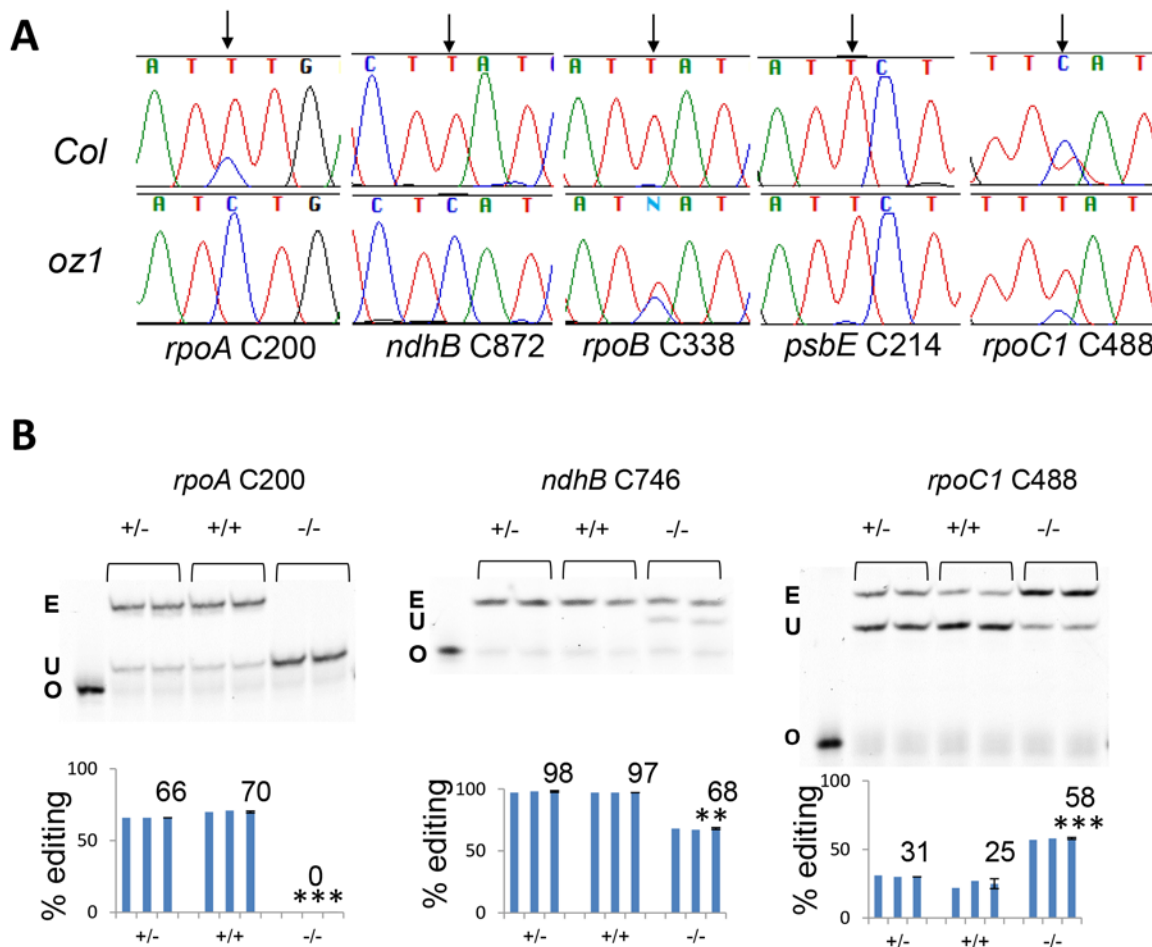 A
A T T T G C T T A T A T T A T A T T C T T T C A T
Col
A T C T G C T C A T A T N A T A T T C T T T T A T
oz1
rpoA C200 ndhB C872 rpoB C338 psbE C214 rpoC1 C488
B
rpoA C200 ndhB C746 rpoC1 C488
+/- +/+ -/- +/- +/+ -/- +/- +/+ -/-
E E E
U U U
O O O
100 100 100
% editing % editing % editing
66 70 0 98 97 68 31 25 58
*** ** ***
50 50 50
0 0 0
+/- +/+ -/- +/- +/+ -/- +/- +/+ -/-